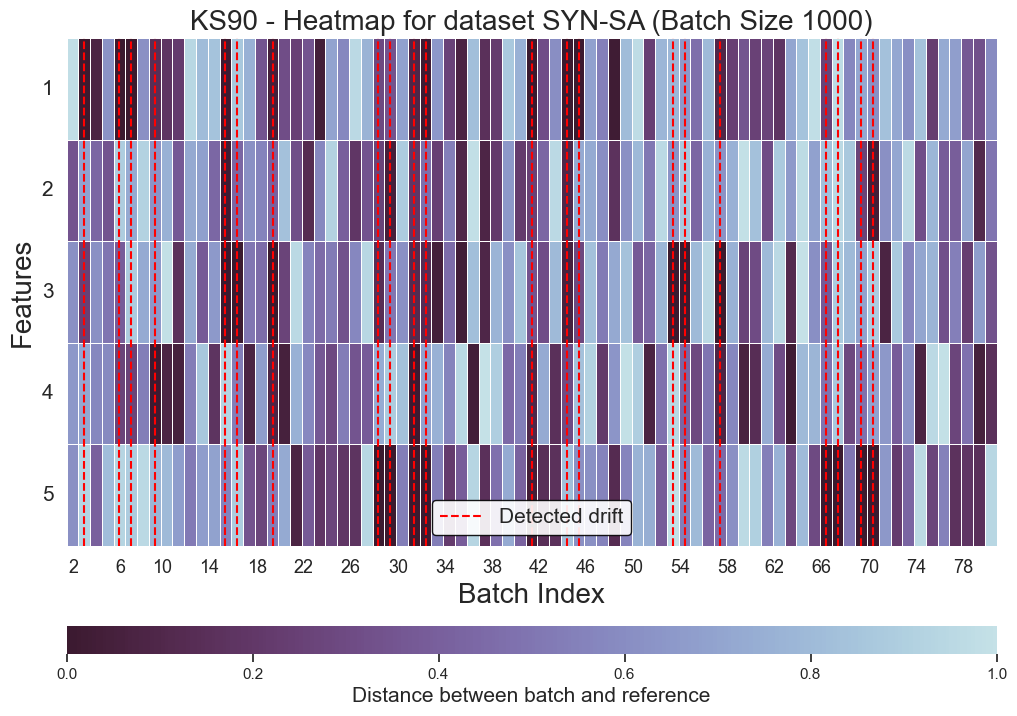 KS90 - Heatmap for dataset SYN-SA (Batch Size 1000)
Features
1
2
3
4
5
Detected drift
2 6 10 14 18 22 26 30 34 38 42 46 50 54 58 62 66 70 74 78
Batch Index
0.0 0.2 0.4 0.6 0.8 1.0
Distance between batch and reference